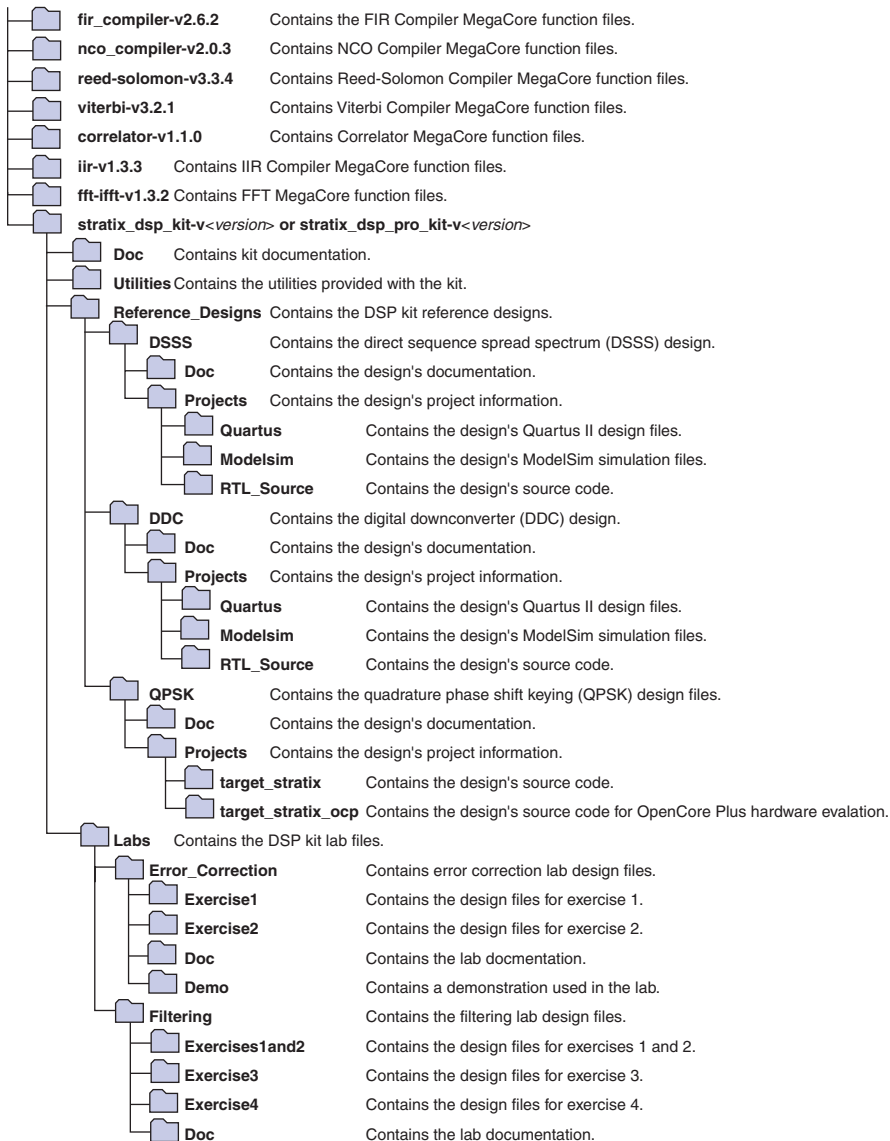 fir_compiler-v2.6.2 Contains the FIR Compiler MegaCore function files.
nco_compiler-v2.0.3 Contains NCO Compiler MegaCore function files.
reed-solomon-v3.3.4 Contains Reed-Solomon Compiler MegaCore function files.
viterbi-v3.2.1 Contains Viterbi Compiler MegaCore function files.
correlator-v1.1.0 Contains Correlator MegaCore function files.
iir-v1.3.3 Contains IIR Compiler MegaCore function files.
fft-ifft-v1.3.2 Contains FFT MegaCore function files.
stratix_dsp_kit-v<version> or stratix_dsp_pro_kit-v<version>
Doc Contains kit documentation.
Utilities Contains the utilities provided with the kit.
Reference_Designs Contains the DSP kit reference designs.
DSSS Contains the direct sequence spread spectrum (DSSS) design.
Doc Contains the design's documentation.
Projects Contains the design's project information.
Quartus Contains the design's Quartus II design files.
Modelsim Contains the design's ModelSim simulation files.
RTL_Source Contains the design's source code.
DDC Contains the digital downconverter (DDC) design.
Doc Contains the design's documentation.
Projects Contains the design's project information.
Quartus Contains the design's Quartus II design files.
Modelsim Contains the design's ModelSim simulation files.
RTL_Source Contains the design's source code.
QPSK Contains the quadrature phase shift keying (QPSK) design files.
Doc Contains the design's documentation.
Projects Contains the design's project information.
target_stratix Contains the design's source code.
target_stratix_ocp Contains the design's source code for OpenCore Plus hardware evalation.
Labs Contains the DSP kit lab files.
Error_Correction Contains error correction lab design files.
Exercise1 Contains the design files for exercise 1.
Exercise2 Contains the design files for exercise 2.
Doc Contains the lab docmentation.
Demo Contains a demonstration used in the lab.
Filtering Contains the filtering lab design files.
Exercises1and2 Contains the design files for exercises 1 and 2.
Exercise3 Contains the design files for exercise 3.
Exercise4 Contains the design files for exercise 4.
Doc Contains the lab documentation.